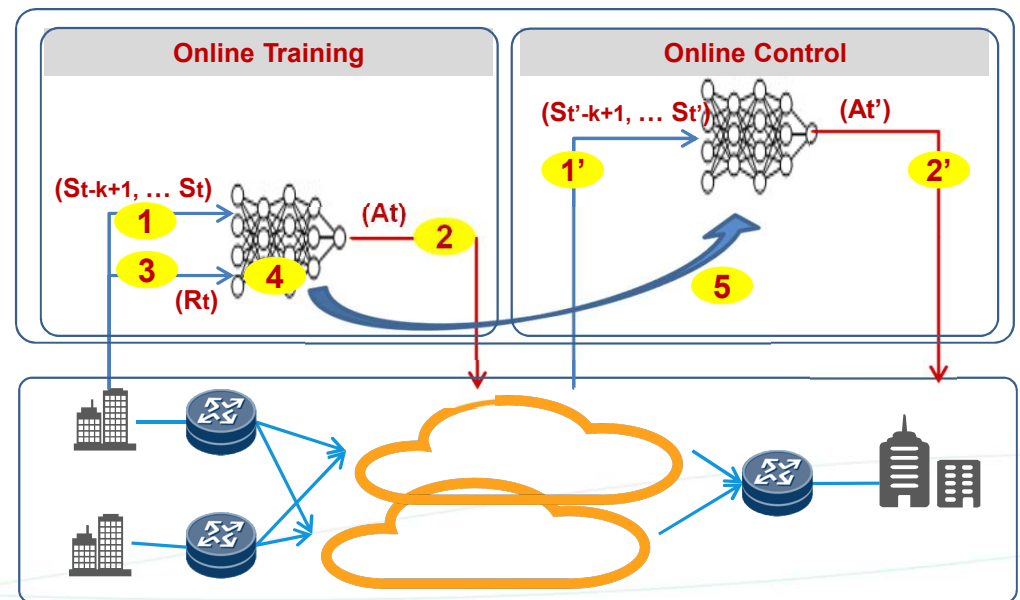 Online Training
Online Control
(St'-k+1, … St')
(At')
1'
2'
(St-k+1, … St)
1
(At)
2
3
4
(Rt)
5